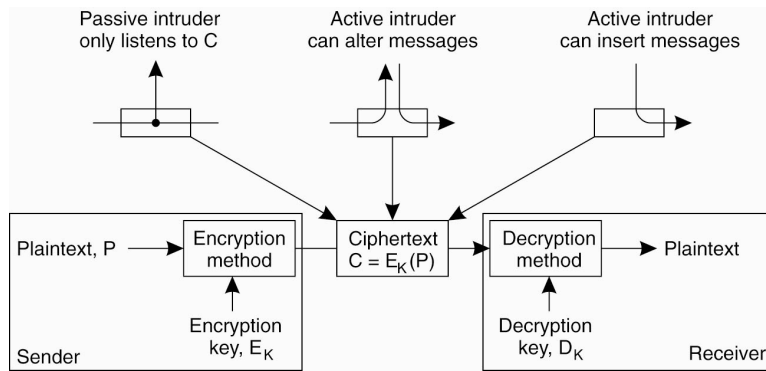 Passive intruder
only listens to C
Active intruder
can alter messages
Active intruder
can insert messages
Plaintext, P
Encryption
method
Ciphertext
C = E_K(P)
Decryption
method
Plaintext
Encryption
key, E_K
Decryption
key, D_K
Sender
Receiver